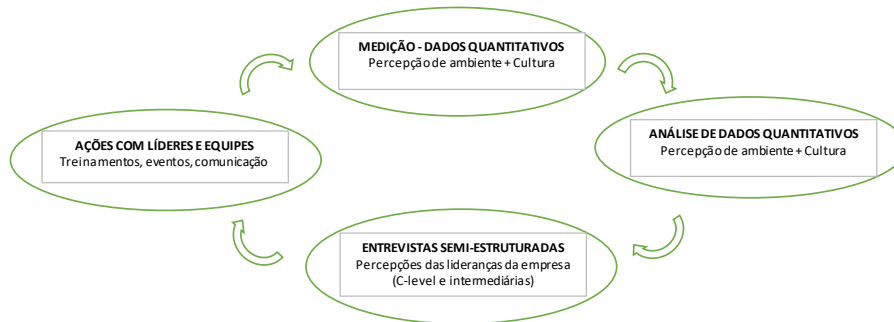 MEDIÇÃO - DADOS QUANTITATIVOS
Percepção de ambiente + Cultura
AÇÕES COM LÍDERES E EQUIPES
Treinamentos, eventos, comunicação
ANÁLISE DE DADOS QUANTITATIVOS
Percepção de ambiente + Cultura
ENTREVISTAS SEMI-ESTRUTURADAS
Percepções das lideranças da empresa
(C-level e intermediárias)